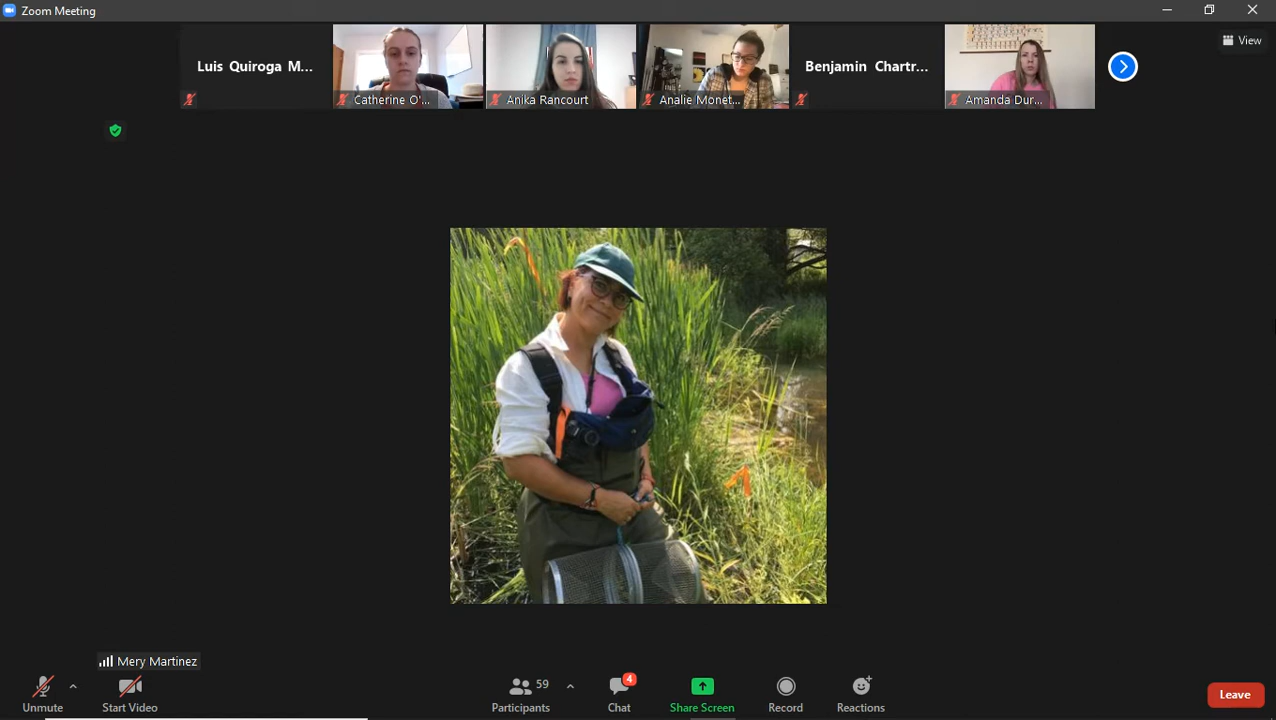 Zoom Meeting
Luis Quiroga M...
Catherine O'...
Anika Rancourt
Analie Monet...
Benjamin Chartr...
Amanda Dur...
View
Mery Martinez
Unmute
Start Video
59
Participants
4
Chat
Share Screen
Record
Reactions
Leave